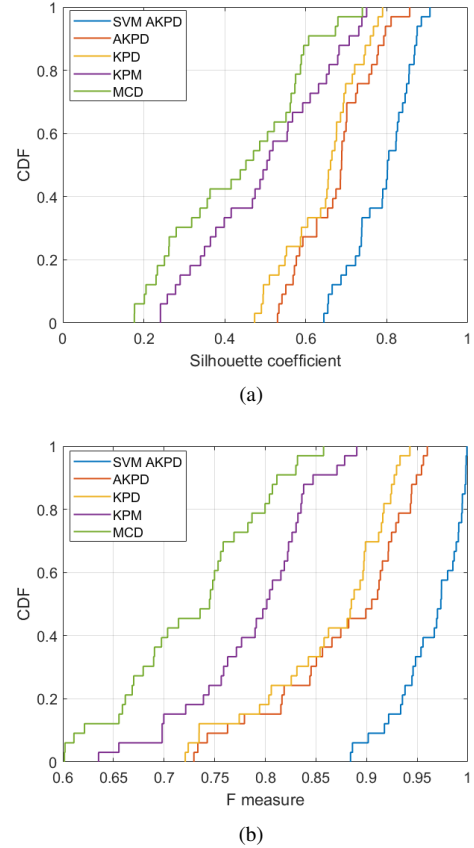 1
0.8
0.6
0.4
0.2
0
CDF
SVM AKPD
AKPD
KPD
KPM
MCD
0 0.2 0.4 0.6 0.8 1
Silhouette coefficient
(a)
1
0.8
0.6
0.4
0.2
0
CDF
SVM AKPD
AKPD
KPD
KPM
MCD
0.6 0.65 0.7 0.75 0.8 0.85 0.9 0.95 1
F measure
(b)